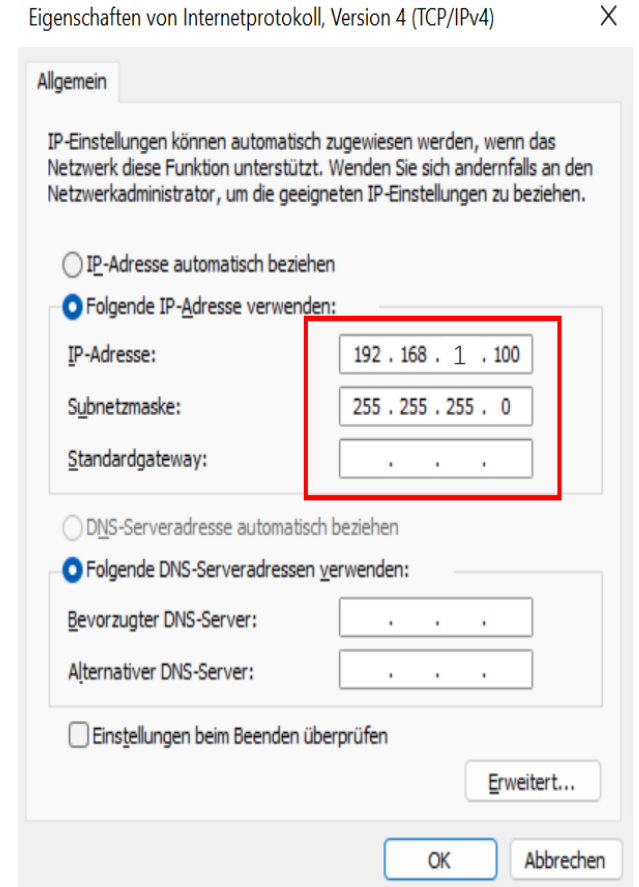 Eigenschaften von Internetprotokoll, Version 4 (TCP/IPv4)
Allgemein
IP-Einstellungen können automatisch zugewiesen werden, wenn das
Netzwerk diese Funktion unterstützt. Wenden Sie sich andernfalls an den
Netzwerkadministrator, um die geeigneten IP-Einstellungen zu beziehen.
IP-Adresse automatisch beziehen
Folgende IP-Adresse verwenden:
IP-Adresse: 192 . 168 . 1 . 100
Subnetzmaske: 255 . 255 . 255 . 0
Standardgateway: . . .
DNS-Serveradresse automatisch beziehen
Folgende DNS-Serveradressen verwenden:
Bevorzugter DNS-Server: . . .
Alternativer DNS-Server: . . .
Einstellungen beim Beenden überprüfen
Erweitert...
OK Abbrechen